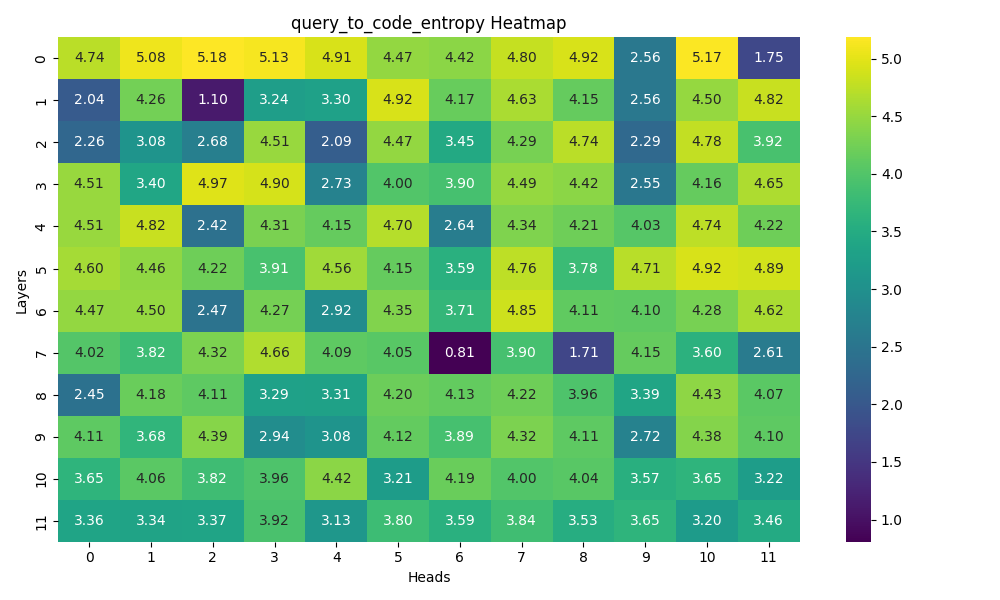 query_to_code_entropy Heatmap
0 4.74 5.08 5.18 5.13 4.91 4.47 4.42 4.80 4.92 2.56 5.17 1.75
1 2.04 4.26 1.10 3.24 3.30 4.92 4.17 4.63 4.15 2.56 4.50 4.82
2 2.26 3.08 2.68 4.51 2.09 4.47 3.45 4.29 4.74 2.29 4.78 3.92
3 4.51 3.40 4.97 4.90 2.73 4.00 3.90 4.49 4.42 2.55 4.16 4.65
4 4.51 4.82 2.42 4.31 4.15 4.70 2.64 4.34 4.21 4.03 4.74 4.22
5 4.60 4.46 4.22 3.91 4.56 4.15 3.59 4.76 3.78 4.71 4.92 4.89
6 4.47 4.50 2.47 4.27 2.92 4.35 3.71 4.85 4.11 4.10 4.28 4.62
7 4.02 3.82 4.32 4.66 4.09 4.05 0.81 3.90 1.71 4.15 3.60 2.61
8 2.45 4.18 4.11 3.29 3.31 4.20 4.13 4.22 3.96 3.39 4.43 4.07
9 4.11 3.68 4.39 2.94 3.08 4.12 3.89 4.32 4.11 2.72 4.38 4.10
10 3.65 4.06 3.82 3.96 4.42 3.21 4.19 4.00 4.04 3.57 3.65 3.22
11 3.36 3.34 3.37 3.92 3.13 3.80 3.59 3.84 3.53 3.65 3.20 3.46
0 1 2 3 4 5 6 7 8 9 10 11
Heads
Layers
5.0
4.5
4.0
3.5
3.0
2.5
2.0
1.5
1.0